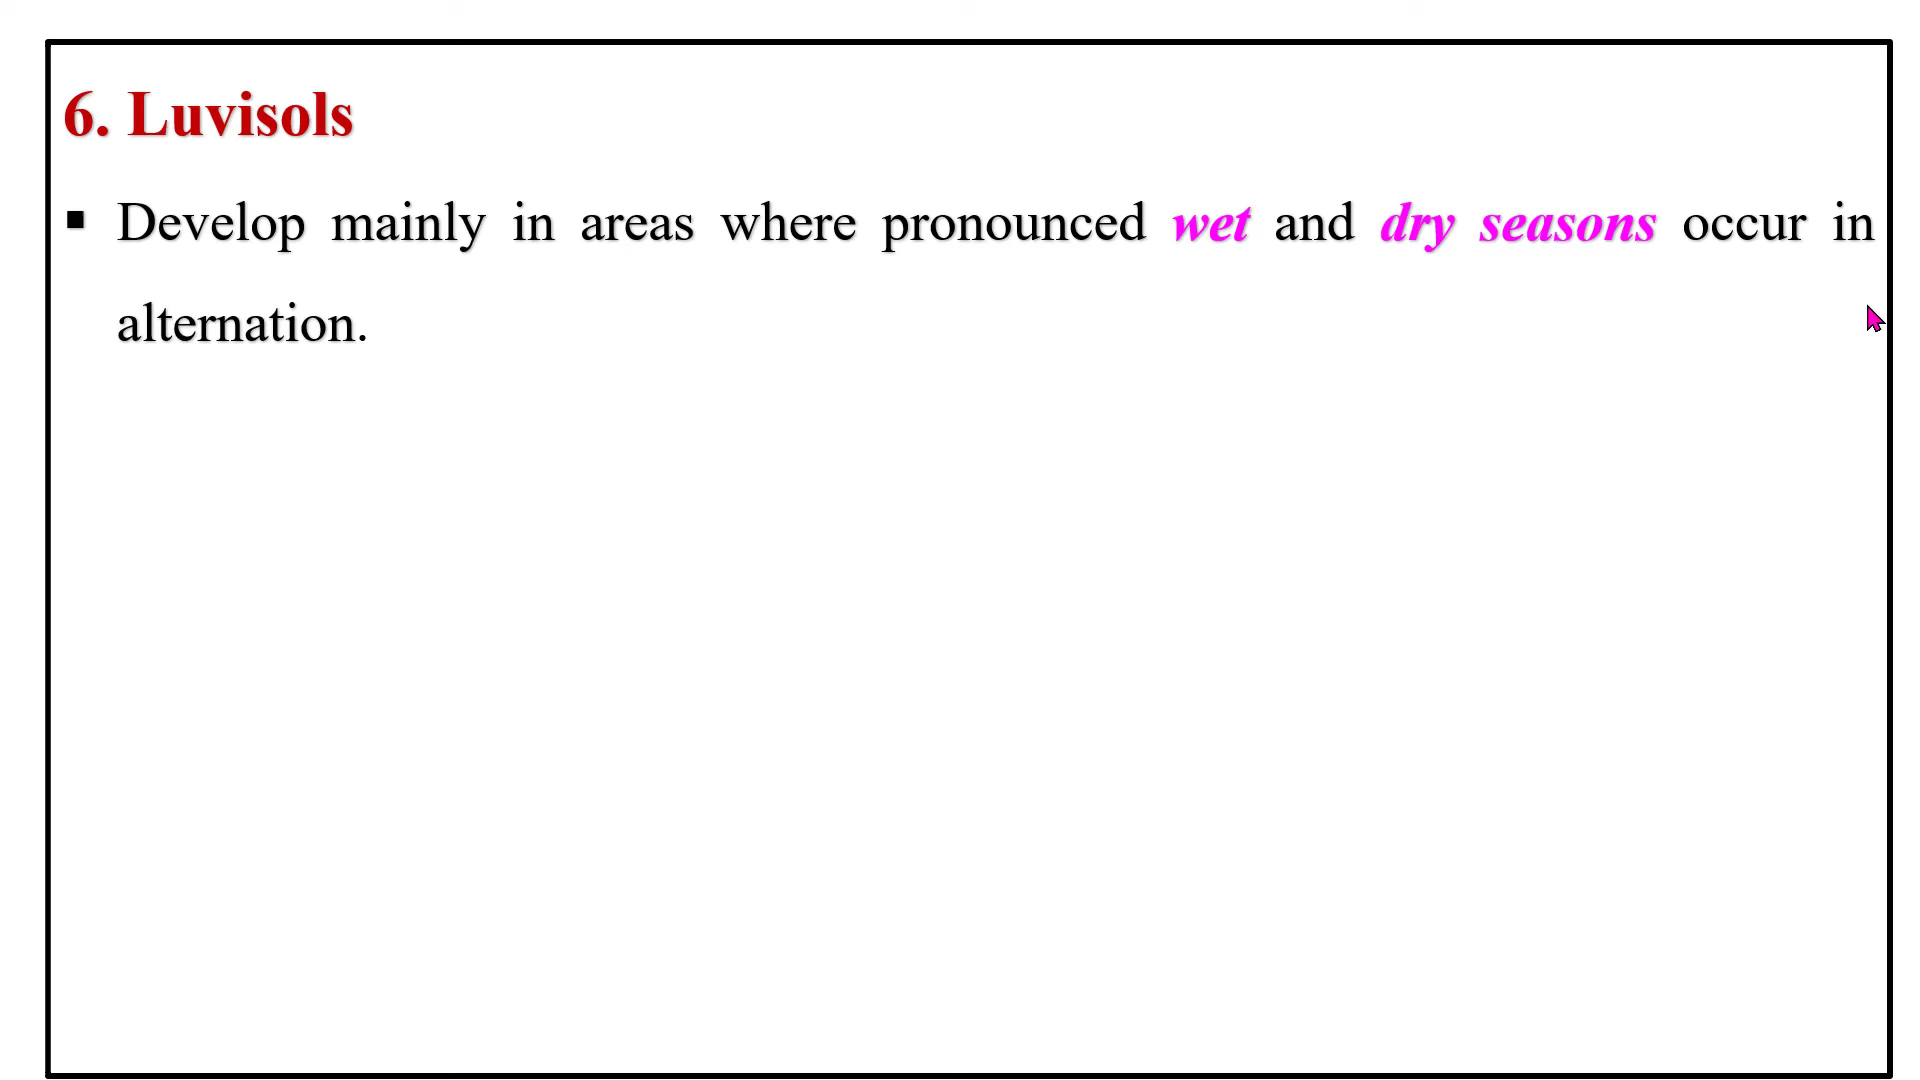 6. Luvisols
▪ Develop mainly in areas where pronounced wet and dry seasons occur in
alternation.